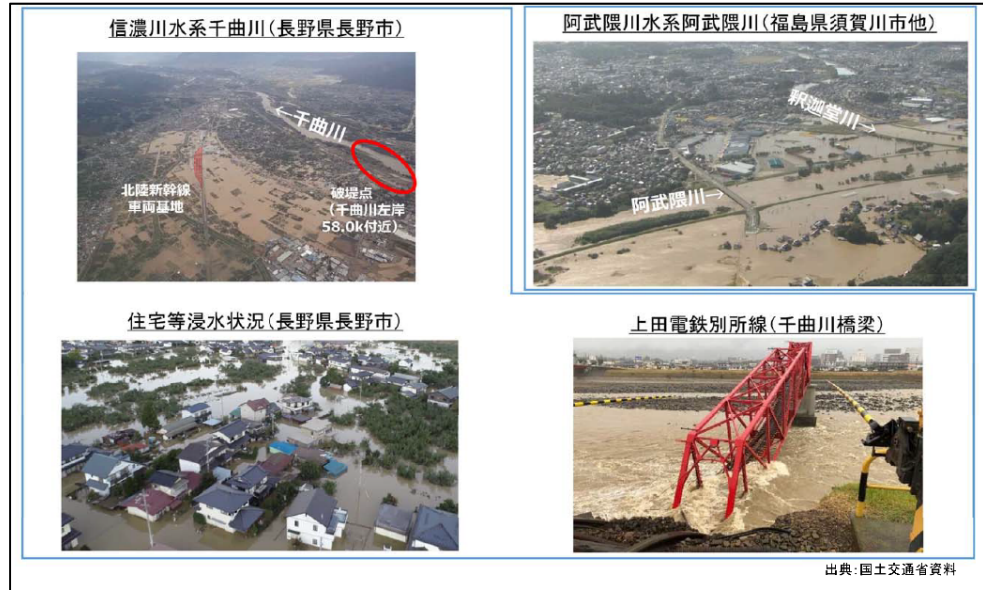 信濃川水系千曲川(長野県長野市)
←千曲川
北陸新幹線
車両基地
破堤点
(千曲川左岸
58.0k付近)
阿武隈川水系阿武隈川(福島県須賀川市他)
釈迦堂川→
阿武隈川→
住宅等浸水状況(長野県長野市)
上田電鉄別所線(千曲川橋梁)
出典:国土交通省資料